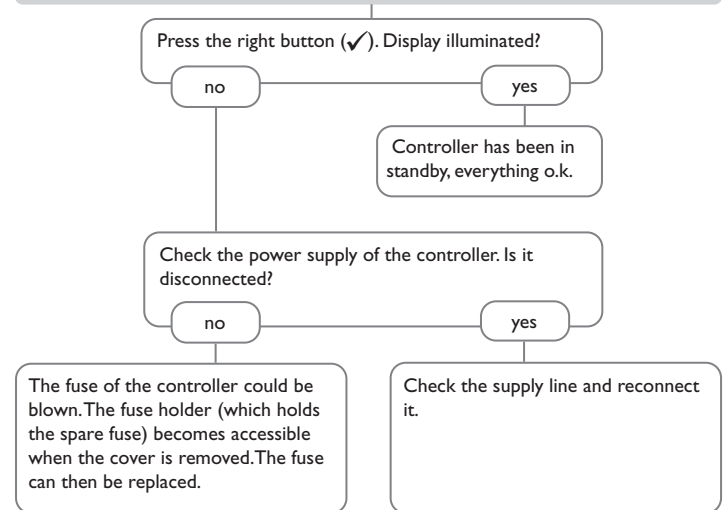 Press the right button (✓). Display illuminated?
no
yes
Controller has been in
standby, everything o.k.
Check the power supply of the controller. Is it
disconnected?
no
yes
The fuse of the controller could be
blown. The fuse holder (which holds
the spare fuse) becomes accessible
when the cover is removed. The fuse
can then be replaced.
Check the supply line and reconnect
it.